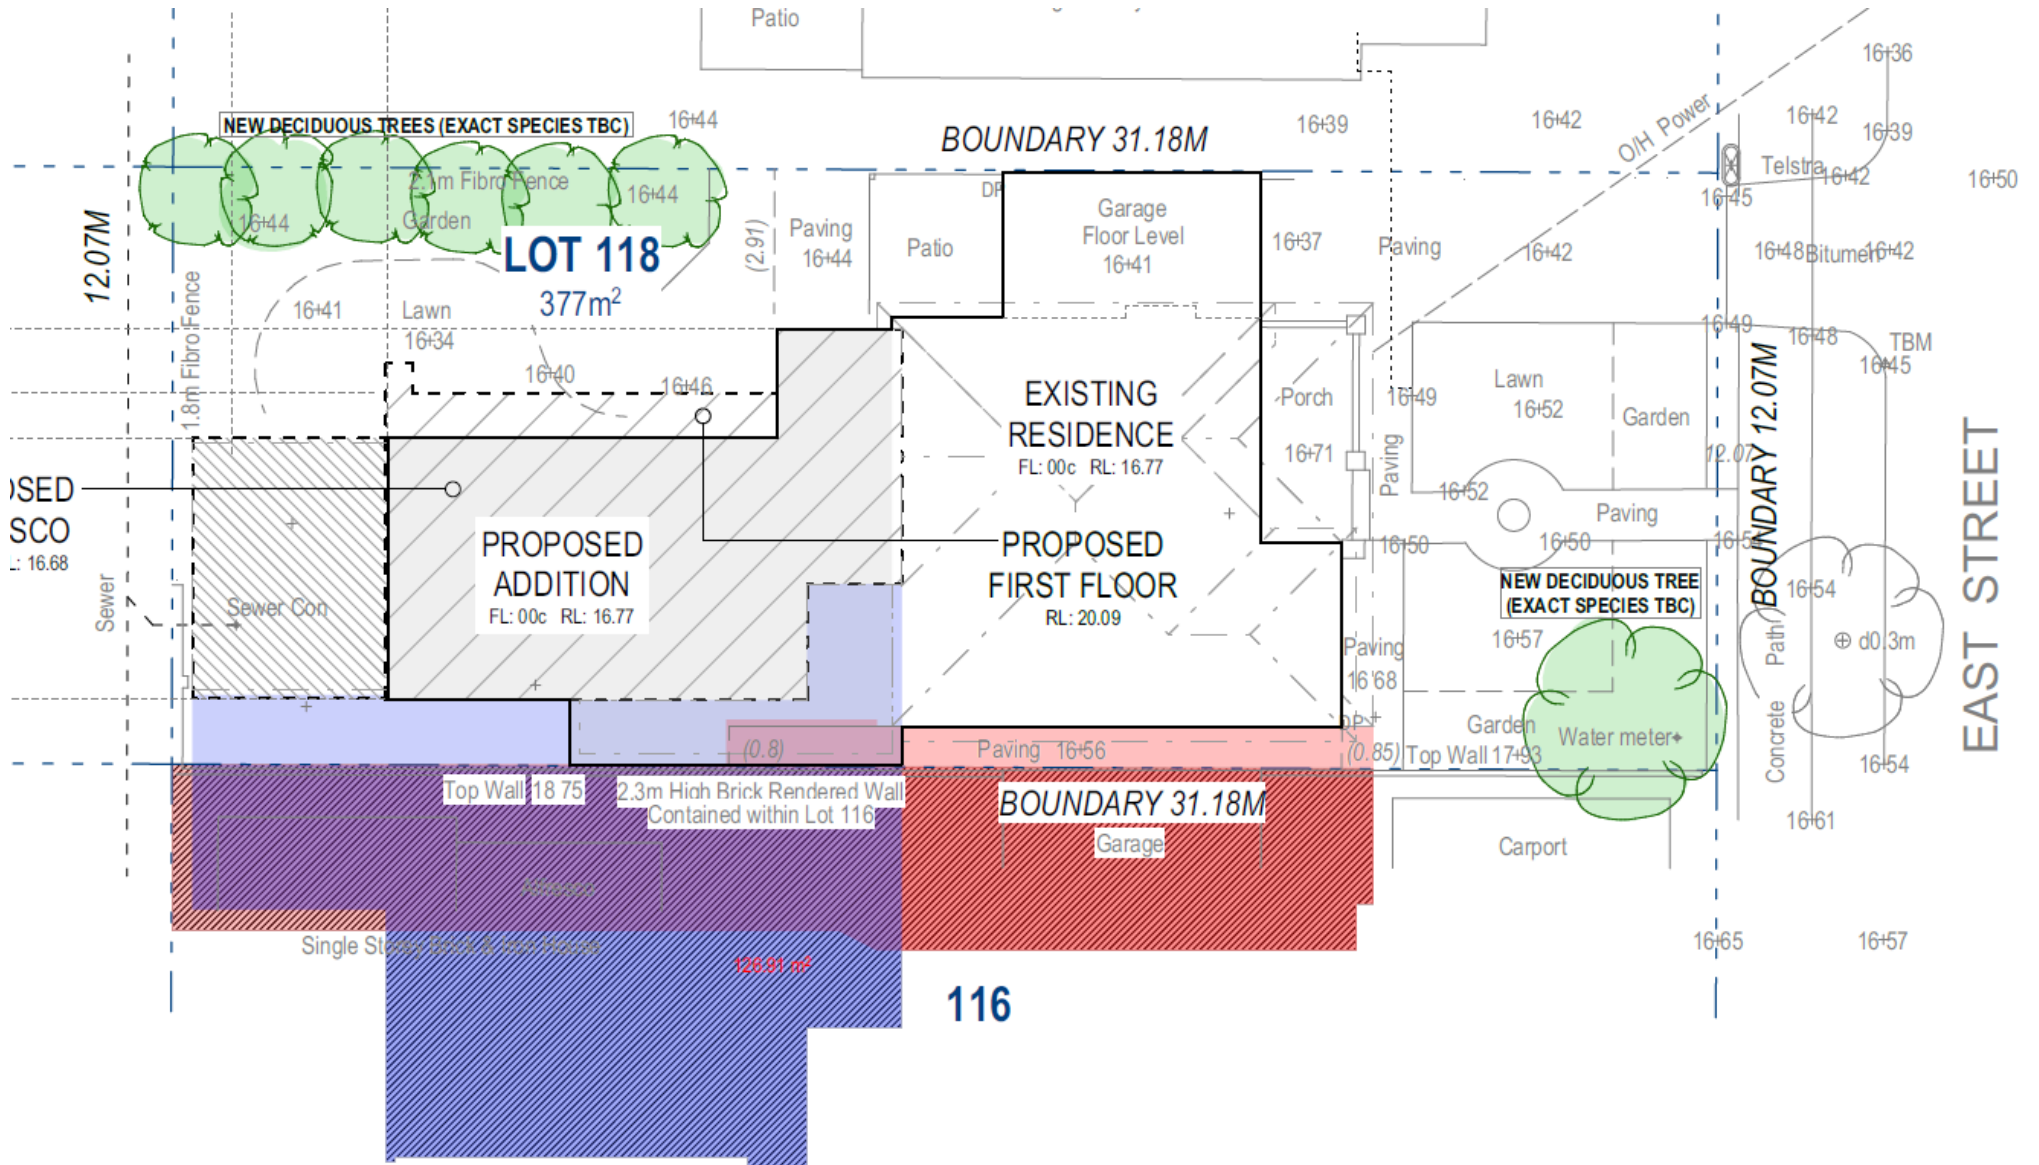 Patio
16+36
NEW DECIDUOUS TREES (EXACT SPECIES TBC)
16+44
BOUNDARY 31.18M
16+39
16+42
O/H Power
16+42
16+39
Telstra
16+42
16+50
2.1m Fibro Fence
16+44
DP
16+45
Garden
16+44
12.07M
LOT 118
377m²
(2.91)
Paving
16+44
Patio
Garage
Floor Level
16+41
16+37
Paving
16+42
16+48
Bitumen
16+42
1.8m Fibro Fence
16+41
Lawn
16+34
16+40
16+46
16+49
16+48
TBM
16+45
EXISTING
RESIDENCE
FL: 00c RL: 16.77
Porch
16+71
16+49
Paving
Lawn
16+52
Garden
12.07
BOUNDARY 12.07M
EAST STREET
OSED
SCO
L: 16.68
16+52
Paving
16+50
16+50
16+54
PROPOSED
ADDITION
FL: 00c RL: 16.77
PROPOSED
FIRST FLOOR
RL: 20.09
NEW DECIDUOUS TREE
(EXACT SPECIES TBC)
16+54
Sewer
Sewer Con
16+57
Path
d0.3m
Paving
16+68
Concrete
DP
Garden
Water meter
(0.8)
Paving 16+56
(0.85)
Top Wall 17+93
16+54
Top Wall 18 75
2.3m High Brick Rendered Wall
Contained within Lot 116
BOUNDARY 31.18M
Garage
Carport
16+61
Single Storey Brick & Iron House
126.91 m²
16+65
16+57
116